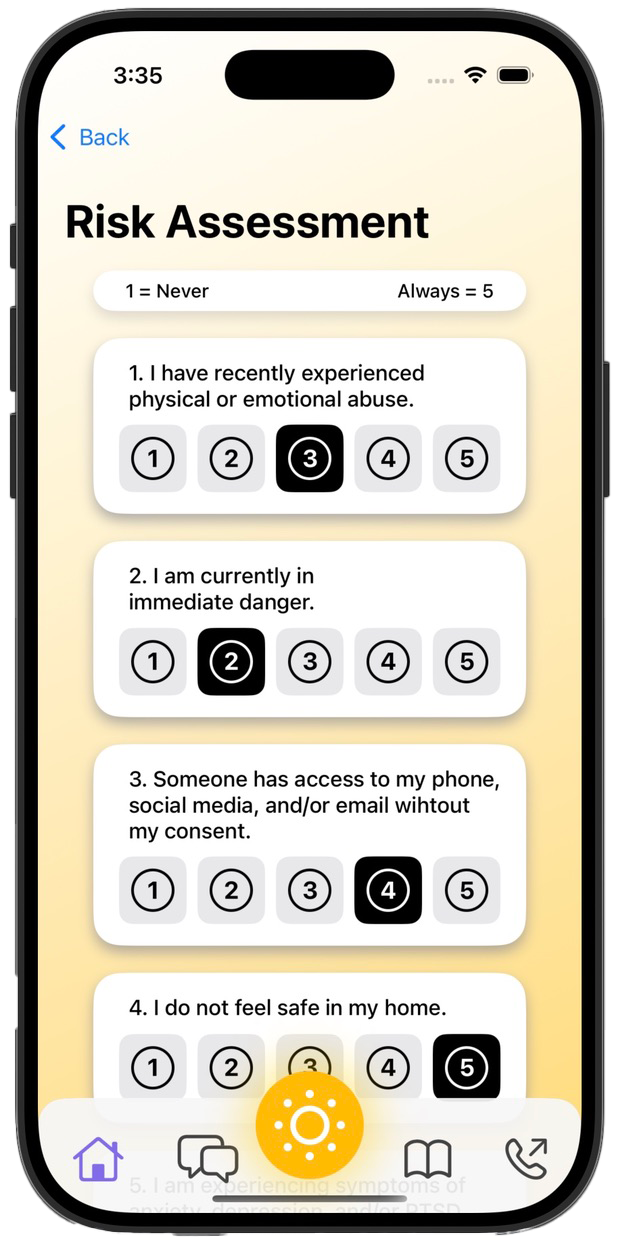 3:35
Back
Risk Assessment
1 = Never Always = 5
1. I have recently experienced
physical or emotional abuse.
1 2 3 4 5
2. I am currently in
immediate danger.
1 2 3 4 5
3. Someone has access to my phone,
social media, and/or email wihtout
my consent.
1 2 3 4 5
4. I do not feel safe in my home.
1 2 3 4 5
5. I am experiencing symptoms of
anxiety, depression, and/or PTSD